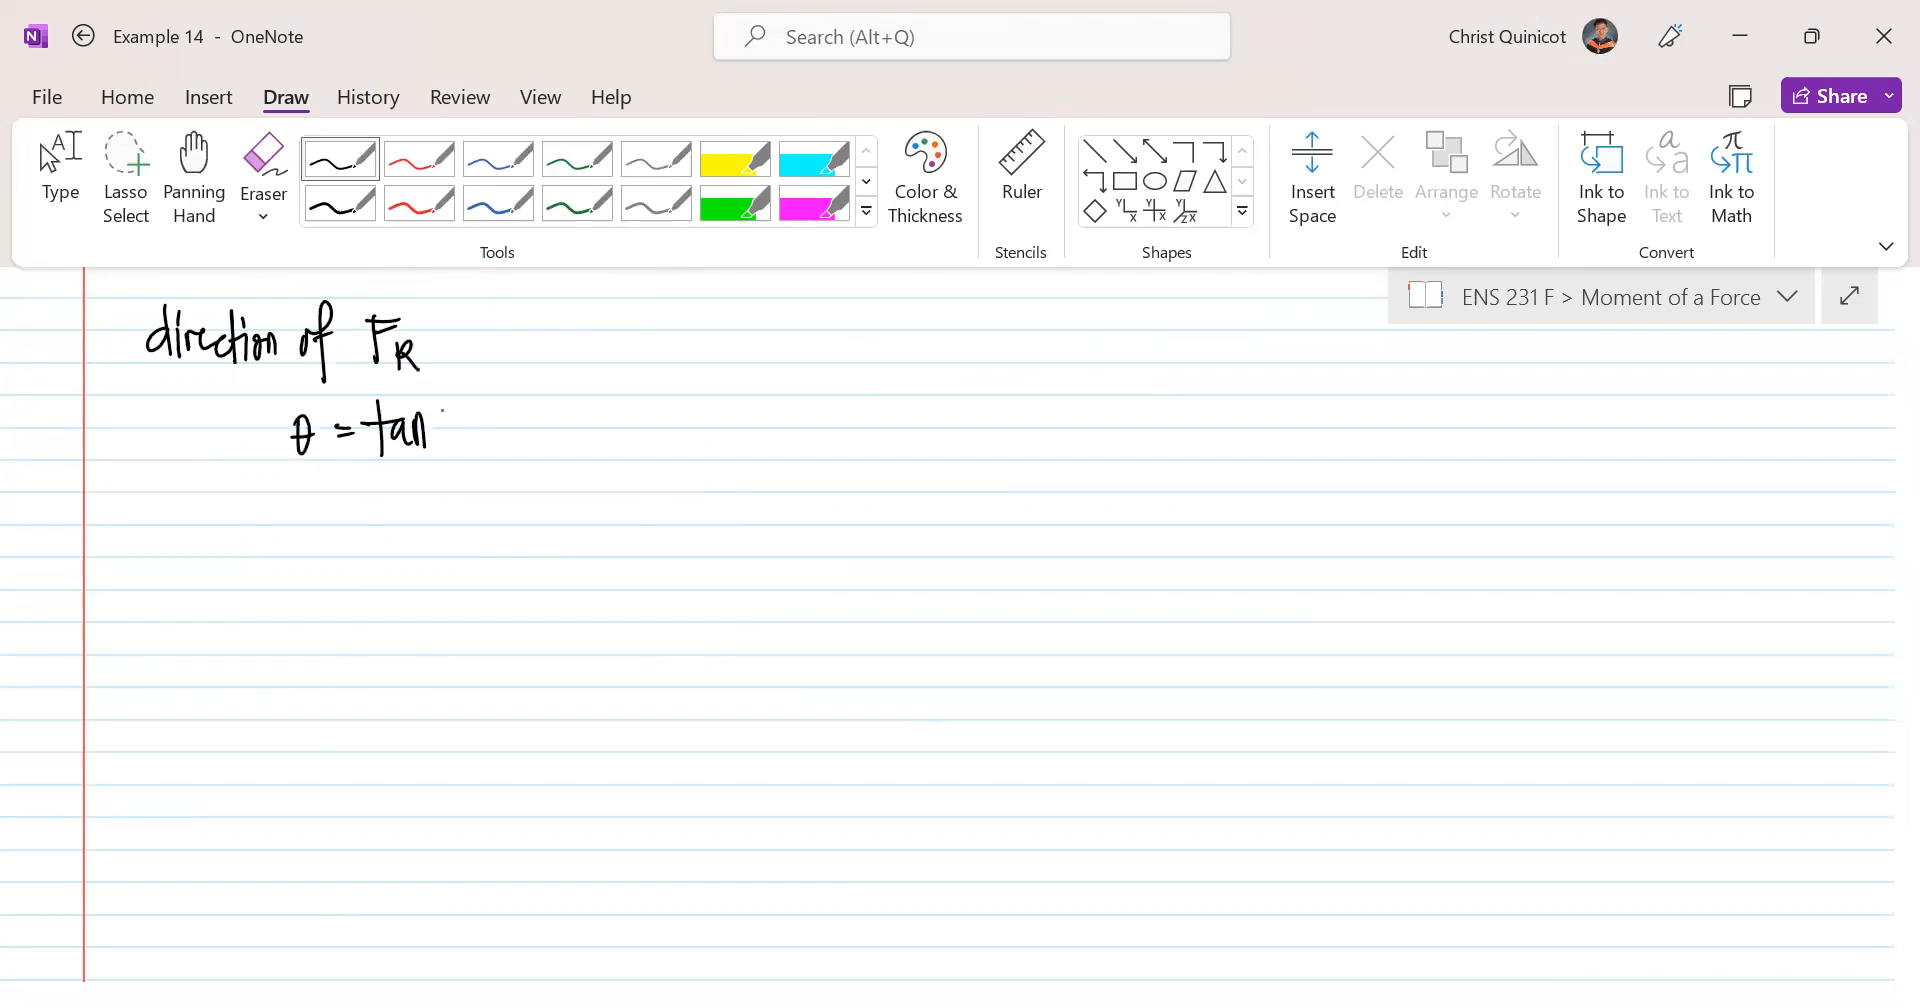 Example 14 - OneNote
Search (Alt+Q)
Christ Quinicot
File Home Insert Draw History Review View Help
Share
Type
Lasso Select
Panning Hand
Eraser
Color & Thickness
Ruler
Insert Space
Delete
Arrange
Rotate
Ink to Shape
Ink to Text
Ink to Math
Tools
Stencils
Shapes
Edit
Convert
ENS 231 F > Moment of a Force
direction of F_R
θ = tan